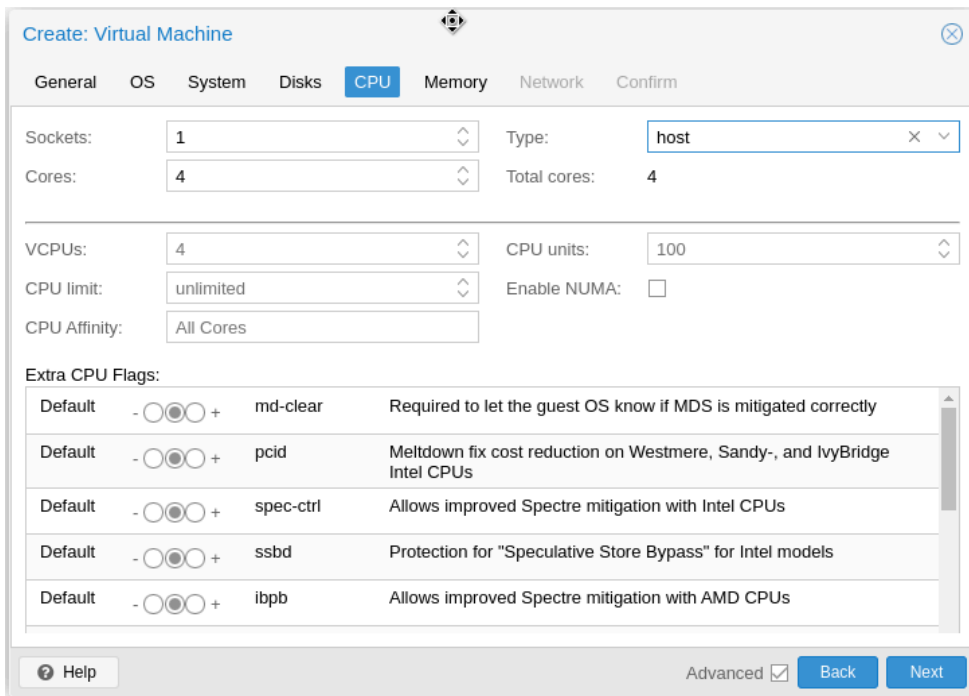 Create: Virtual Machine
General OS System Disks CPU Memory Network Confirm
Sockets: 1 Type: host
Cores: 4 Total cores: 4
VCPUs: 4 CPU units: 100
CPU limit: unlimited Enable NUMA:
CPU Affinity: All Cores
Extra CPU Flags:
Default - + md-clear Required to let the guest OS know if MDS is mitigated correctly
Default - + pcid Meltdown fix cost reduction on Westmere, Sandy-, and IvyBridge
Intel CPUs
Default - + spec-ctrl Allows improved Spectre mitigation with Intel CPUs
Default - + ssbd Protection for "Speculative Store Bypass" for Intel models
Default - + ibpb Allows improved Spectre mitigation with AMD CPUs
Help Advanced Back Next